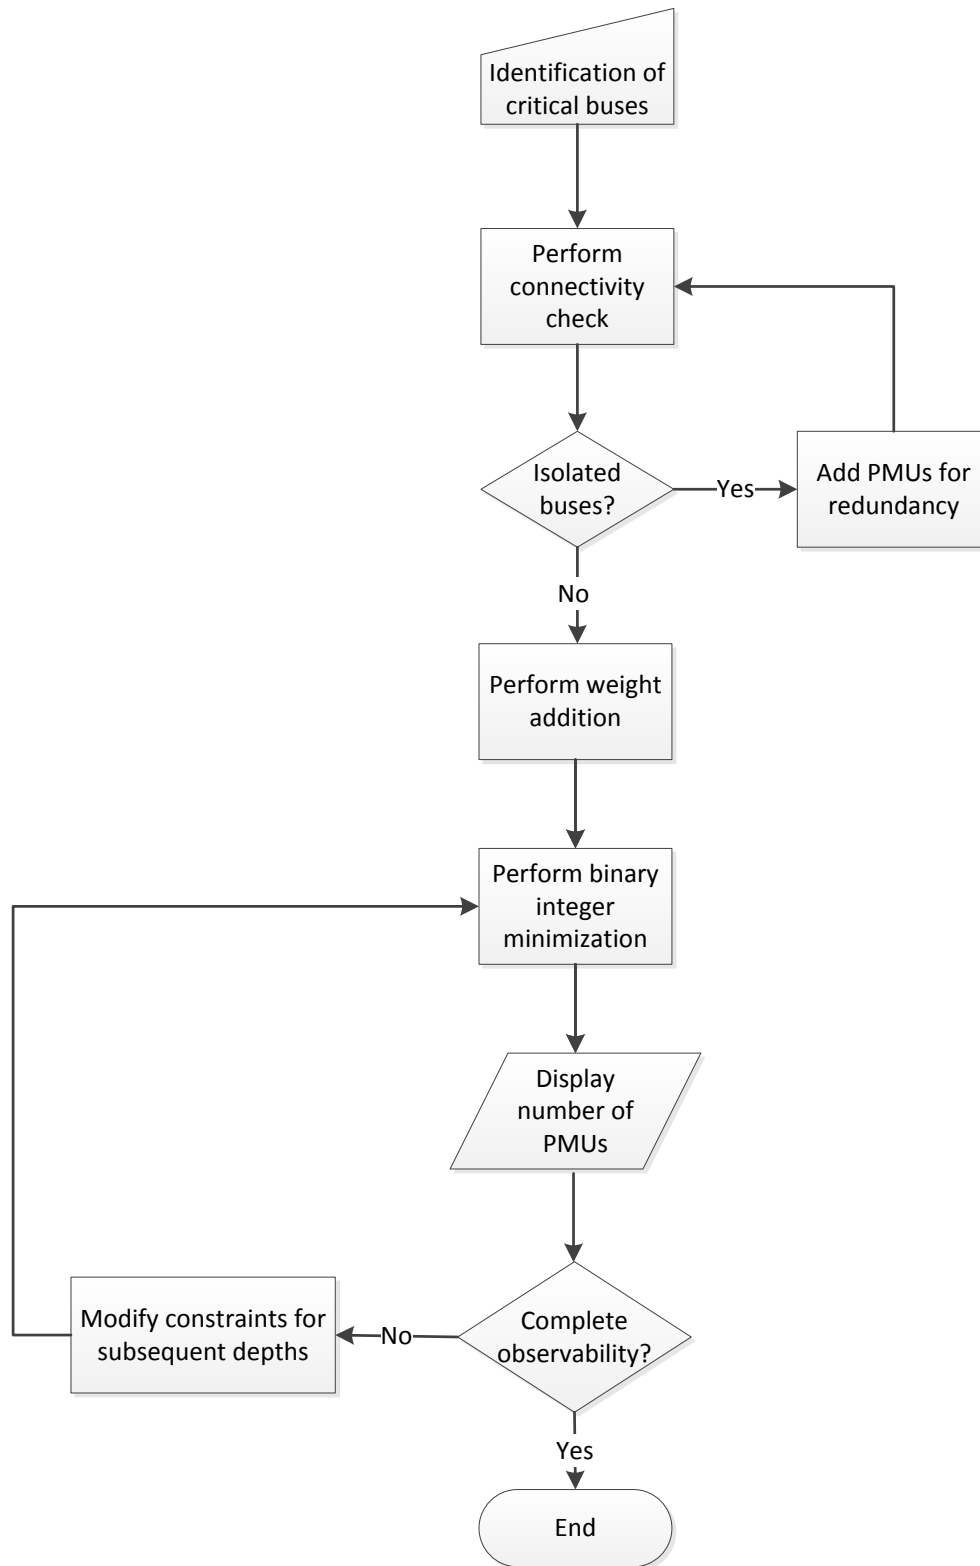 Identification of
critical buses
Perform
connectivity
check
Isolated
buses?
Yes
Add PMUs for
redundancy
No
Perform weight
addition
Perform binary
integer
minimization
Display
number of
PMUs
Complete
observability?
No
Modify constraints for
subsequent depths
Yes
End